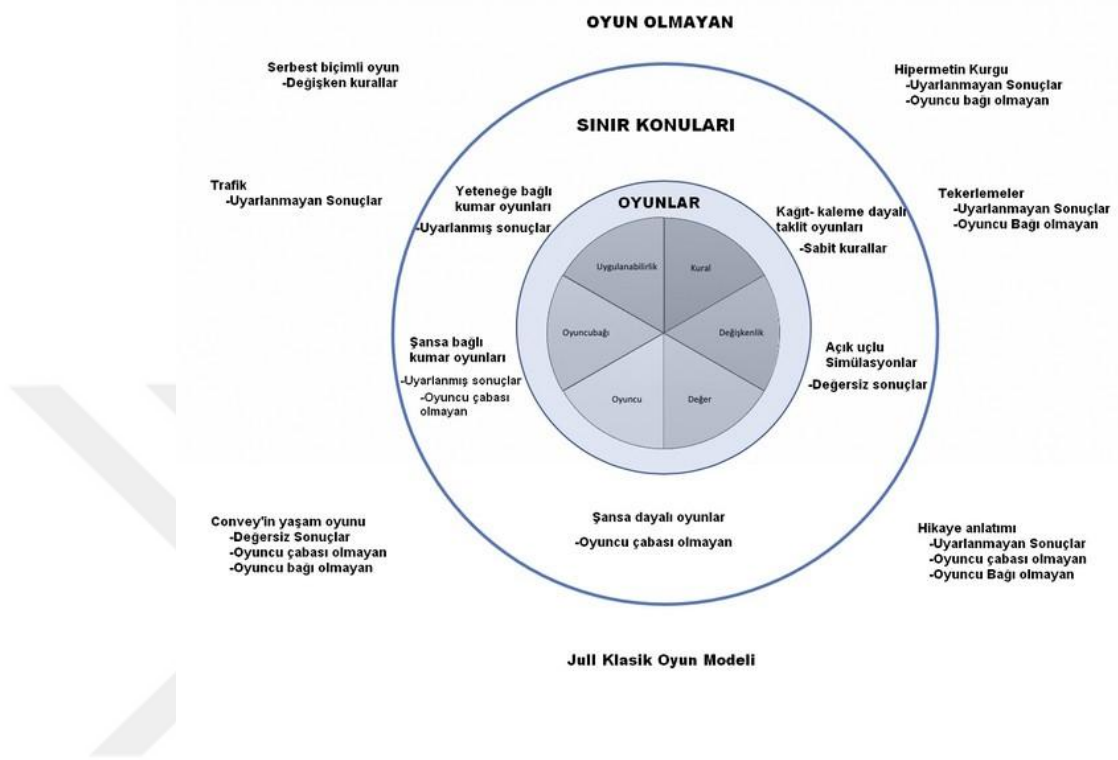 OYUN OLMAYAN
Serbest biçimli oyun
-Değişken kurallar
Hipermetin Kurgu
-Uyarlanmayan Sonuçlar
-Oyuncu bağı olmayan
SINIR KONULARI
Trafik
-Uyarlanmayan Sonuçlar
Yeteneğe bağlı
kumar oyunları
-Uyarlanmış sonuçlar
OYUNLAR
Kağıt- kaleme dayalı
taklit oyunları
-Sabit kurallar
Tekerlemeler
-Uyarlanmayan Sonuçlar
-Oyuncu Bağı olmayan
Uygulanabilirlik
Kural
Oyuncubağı
Değişkenlik
Oyuncu
Değer
Şansa bağlı
kumar oyunları
-Uyarlanmış sonuçlar
-Oyuncu çabası
olmayan
Açık uçlu
Simülasyonlar
-Değersiz sonuçlar
Convey'in yaşam oyunu
-Değersiz Sonuçlar
-Oyuncu çabası olmayan
-Oyuncu bağı olmayan
Şansa dayalı oyunlar
-Oyuncu çabası olmayan
Hikaye anlatımı
-Uyarlanmayan Sonuçlar
-Oyuncu çabası olmayan
-Oyuncu Bağı olmayan
Jull Klasik Oyun Modeli